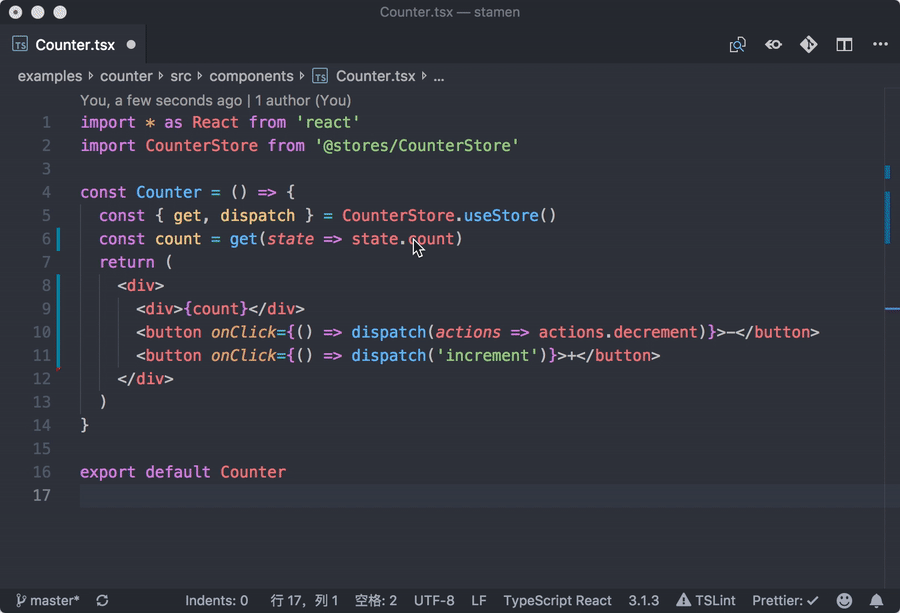 Counter.tsx — stamen
TS Counter.tsx
examples counter src components TS Counter.tsx ...
You, a few seconds ago | 1 author (You)
1 import * as React from 'react'
2 import CounterStore from '@stores/CounterStore'
3
4 const Counter = () => {
5 const { get, dispatch } = CounterStore.useStore()
6 const count = get(state => state.count)
7 return (
8 <div>
9 <div>{count}</div>
10 <button onClick={() => dispatch(actions => actions.decrement)}>-</button>
11 <button onClick={() => dispatch('increment')}>+</button>
12 </div>
13 )
14 }
15
16 export default Counter
17
master* Indents: 0 行 17，列 1 空格: 2 UTF-8 LF TypeScript React 3.1.3 TSLint Prettier: ✓